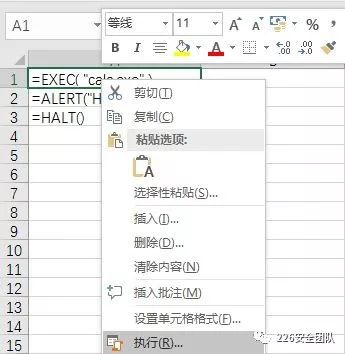 A1
等线 11 A A %
B A .00
1 =EXEC( "calc.exe" )
2 =ALERT("H
3 =HALT()
4
5
6
7
8
9
10
11
12
13
14
15
剪切(T)
复制(C)
粘贴选项:
A
选择性粘贴(S)...
插入(I)...
删除(D)...
清除内容(N)
插入批注(M)
设置单元格格式(F)...
执行(R)...
226安全团队